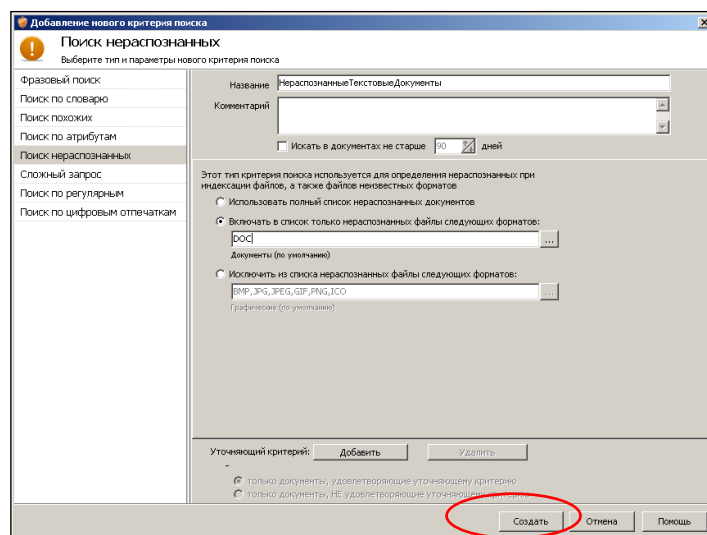 Добавление нового критерия поиска
Поиск нераспознанных
Выберите тип и параметры нового критерия поиска
Фразовый поиск
Поиск по словарю
Поиск похожих
Поиск по атрибутам
Поиск нераспознанных
Сложный запрос
Поиск по регулярным
Поиск по цифровым отпечаткам
Название НераспознанныеТекстовыеДокументы
Комментарий
Искать в документах не старше 90 дней
Этот тип критерия поиска используется для определения нераспознанных при
индексации файлов, а также файлов неизвестных форматов
Использовать полный список нераспознанных документов
Включать в список только нераспознанных файлы следующих форматов:
DOC
...
Документы (по умолчанию)
Исключить из списка нераспознанных файлы следующих форматов:
BMP,JPG,JPEG,GIF,PNG,ICO
...
Графические (по умолчанию)
Уточняющий критерий: Добавить Удалить
-
только документы, удовлетворяющие уточняющему критерию
только документы, НЕ удовлетворяющие уточняющему критерию
Создать Отмена Помощь